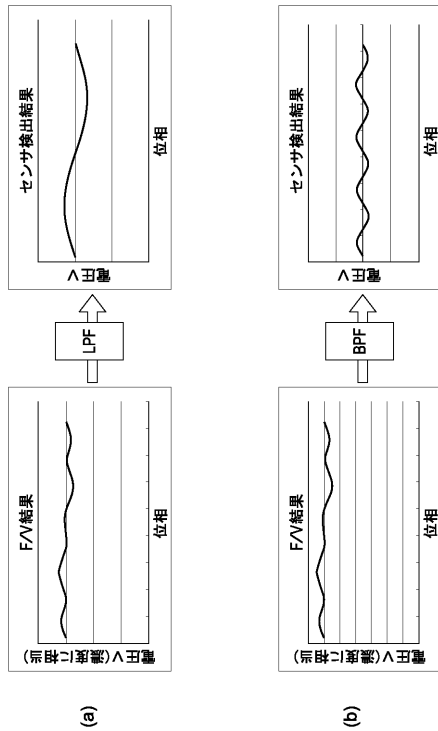 (a)
F/V結果
電圧V(濃度に相当)
位相
LPF
センサ検出結果
電圧V
位相
(b)
F/V結果
電圧V(濃度に相当)
位相
BPF
センサ検出結果
電圧V
位相